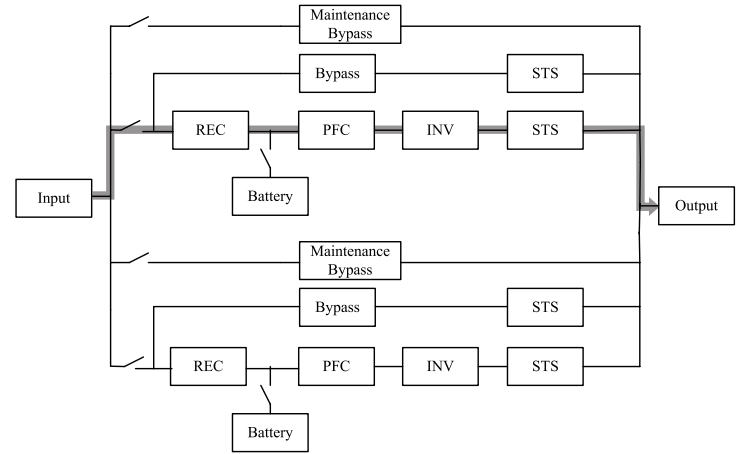 Maintenance
Bypass
Bypass
STS
REC
PFC
INV
STS
Battery
Input
Output
Maintenance
Bypass
Bypass
STS
REC
PFC
INV
STS
Battery